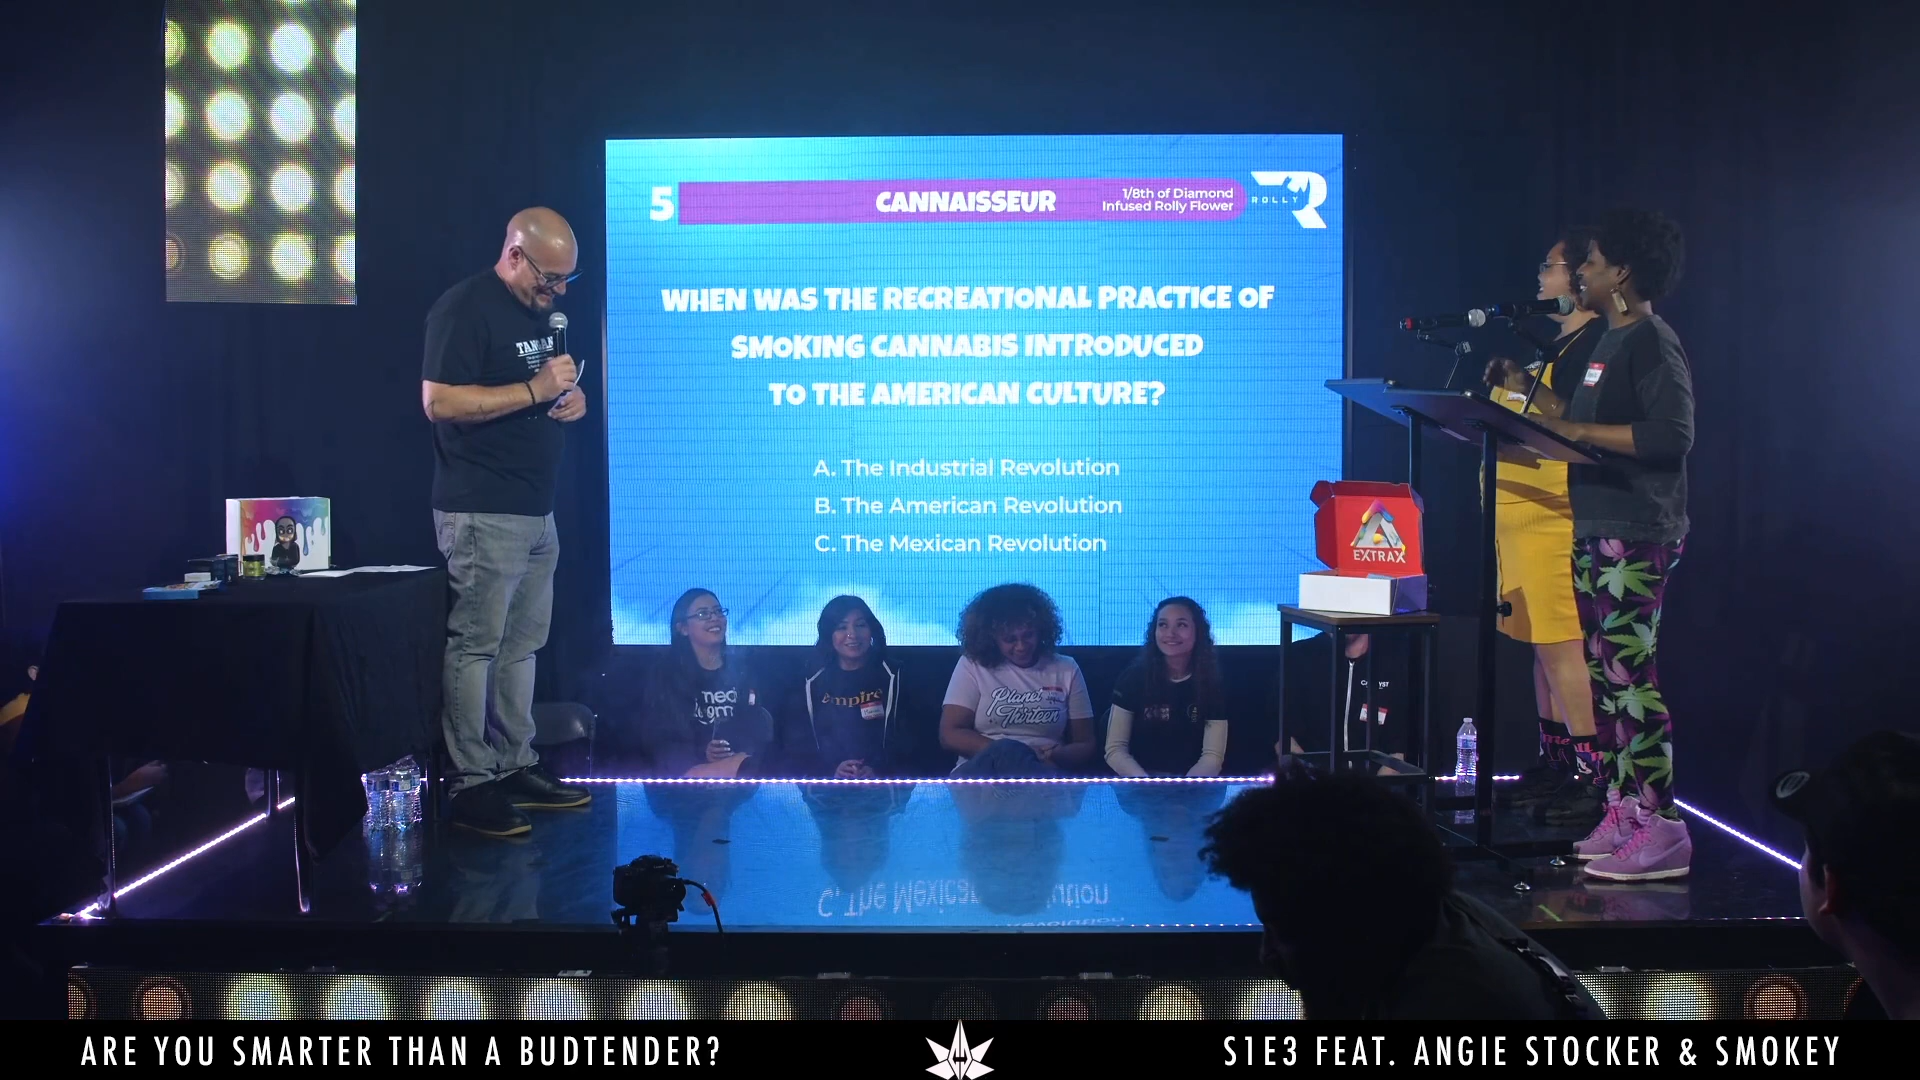 5
CANNAISSEUR
1/8th of Diamond
Infused Rolly Flower
ROLLY
WHEN WAS THE RECREATIONAL PRACTICE OF
SMOKING CANNABIS INTRODUCED
TO THE AMERICAN CULTURE?
A. The Industrial Revolution
B. The American Revolution
C. The Mexican Revolution
EXTRAX
empire
Planet
Thirteen
ARE YOU SMARTER THAN A BUDTENDER?
S1E3 FEAT. ANGIE STOCKER & SMOKEY